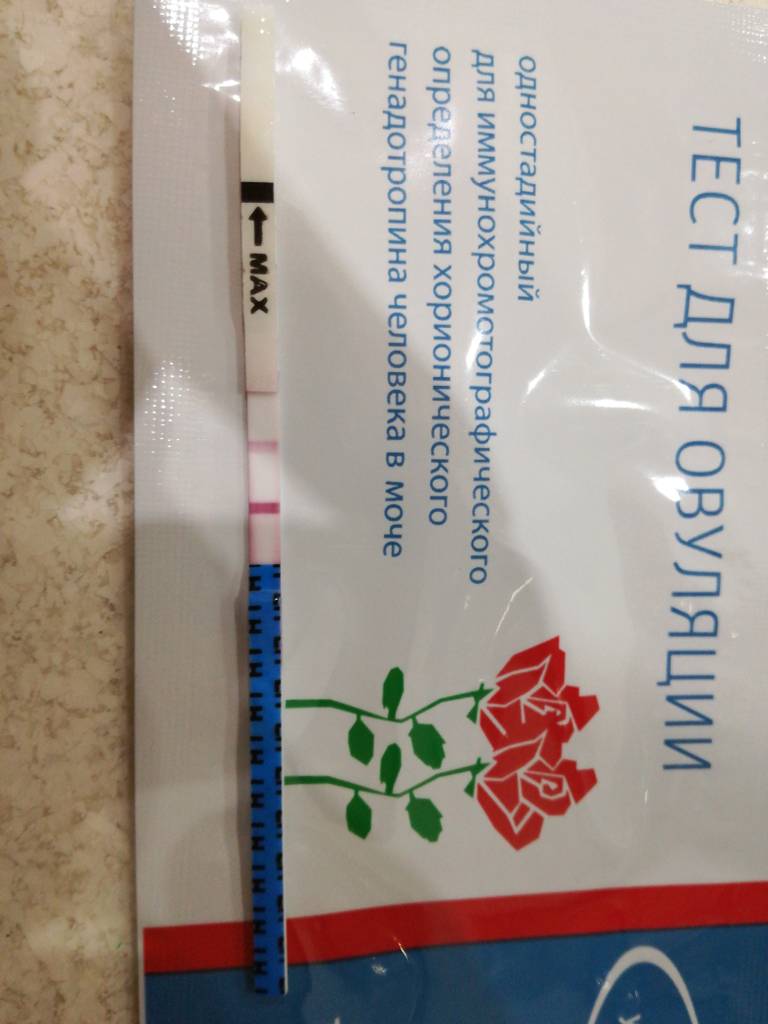 ТЕСТ ДЛЯ ОВУЛЯЦИИ
одностадийный
для иммунохромотографического
определения хорионического
генадотропина человека в моче
MAX